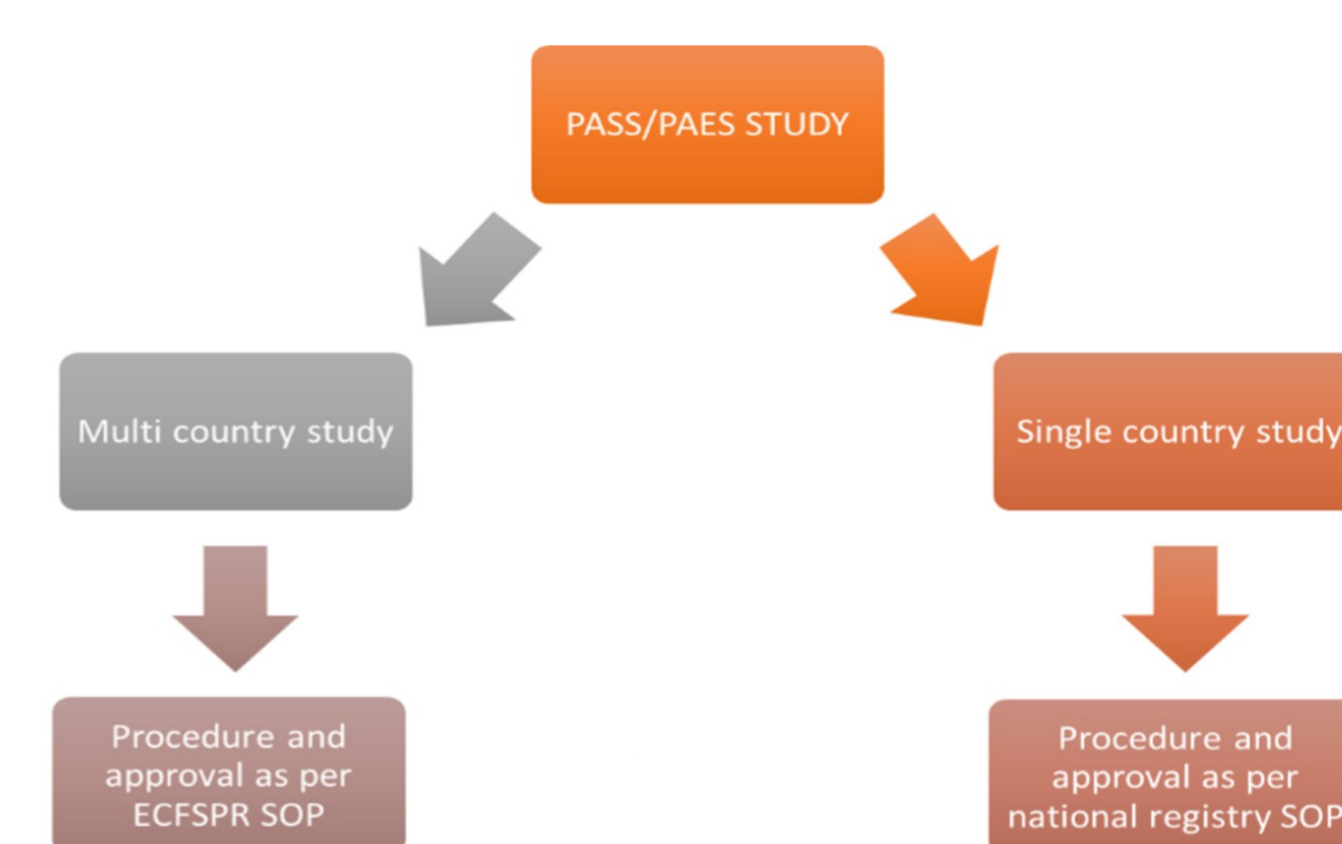 PASS/PAES STUDY
Multi country study
Single country study
Procedure and
approval as per
ECFSPR SOP
Procedure and
approval as per
national registry SOP